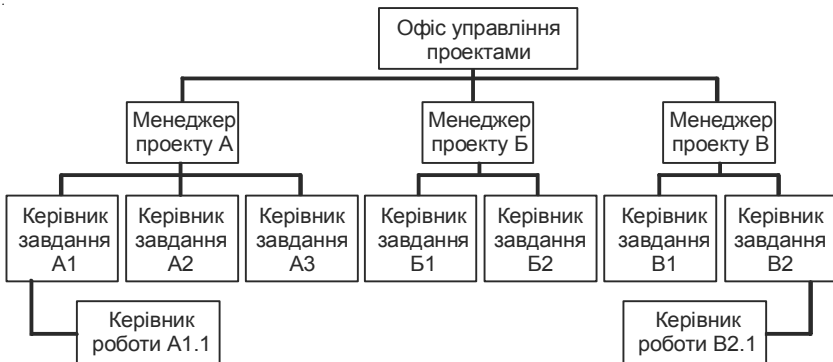 Офіс управління
проектами
Менеджер
проекту А
Менеджер
проекту Б
Менеджер
проекту В
Керівник
завдання
А1
Керівник
завдання
А2
Керівник
завдання
А3
Керівник
завдання
Б1
Керівник
завдання
Б2
Керівник
завдання
В1
Керівник
завдання
В2
Керівник
роботи А1.1
Керівник
роботи В2.1